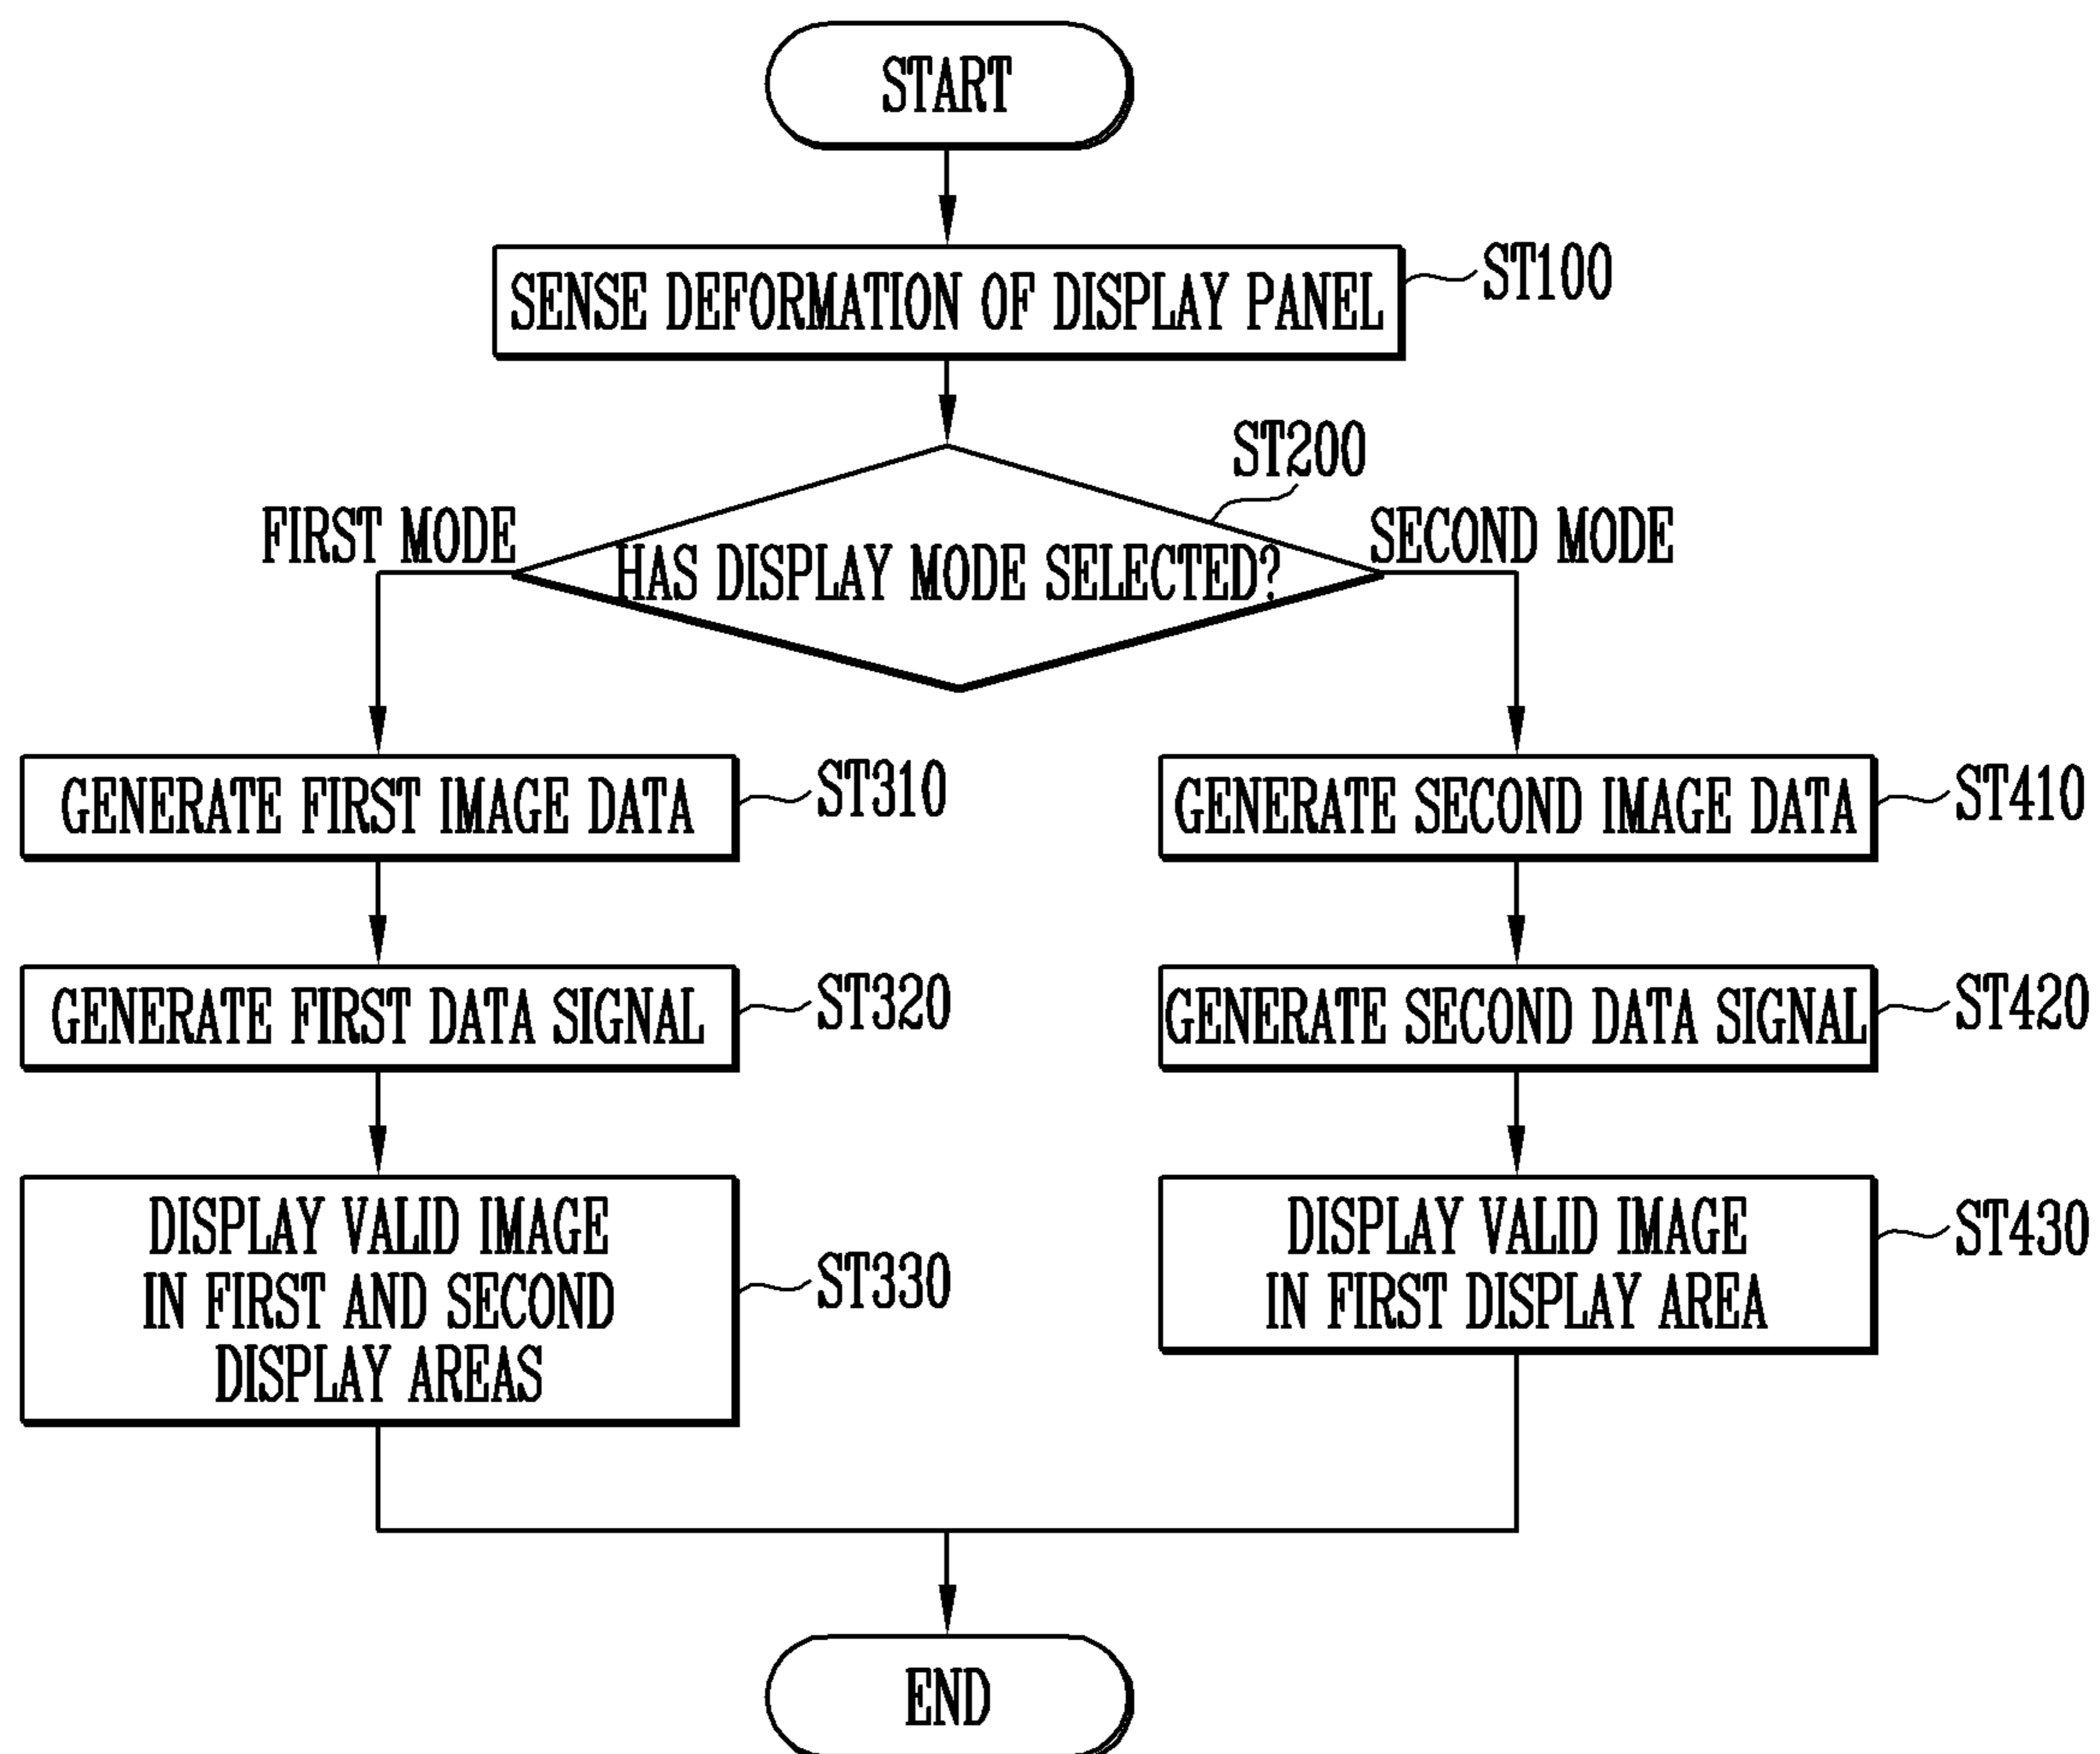 START
SENSE DEFORMATION OF DISPLAY PANEL
ST100
ST200
FIRST MODE
HAS DISPLAY MODE SELECTED?
SECOND MODE
GENERATE FIRST IMAGE DATA
ST310
GENERATE FIRST DATA SIGNAL
ST320
DISPLAY VALID IMAGE
IN FIRST AND SECOND
DISPLAY AREAS
ST330
GENERATE SECOND IMAGE DATA
ST410
GENERATE SECOND DATA SIGNAL
ST420
DISPLAY VALID IMAGE
IN FIRST DISPLAY AREA
ST430
END